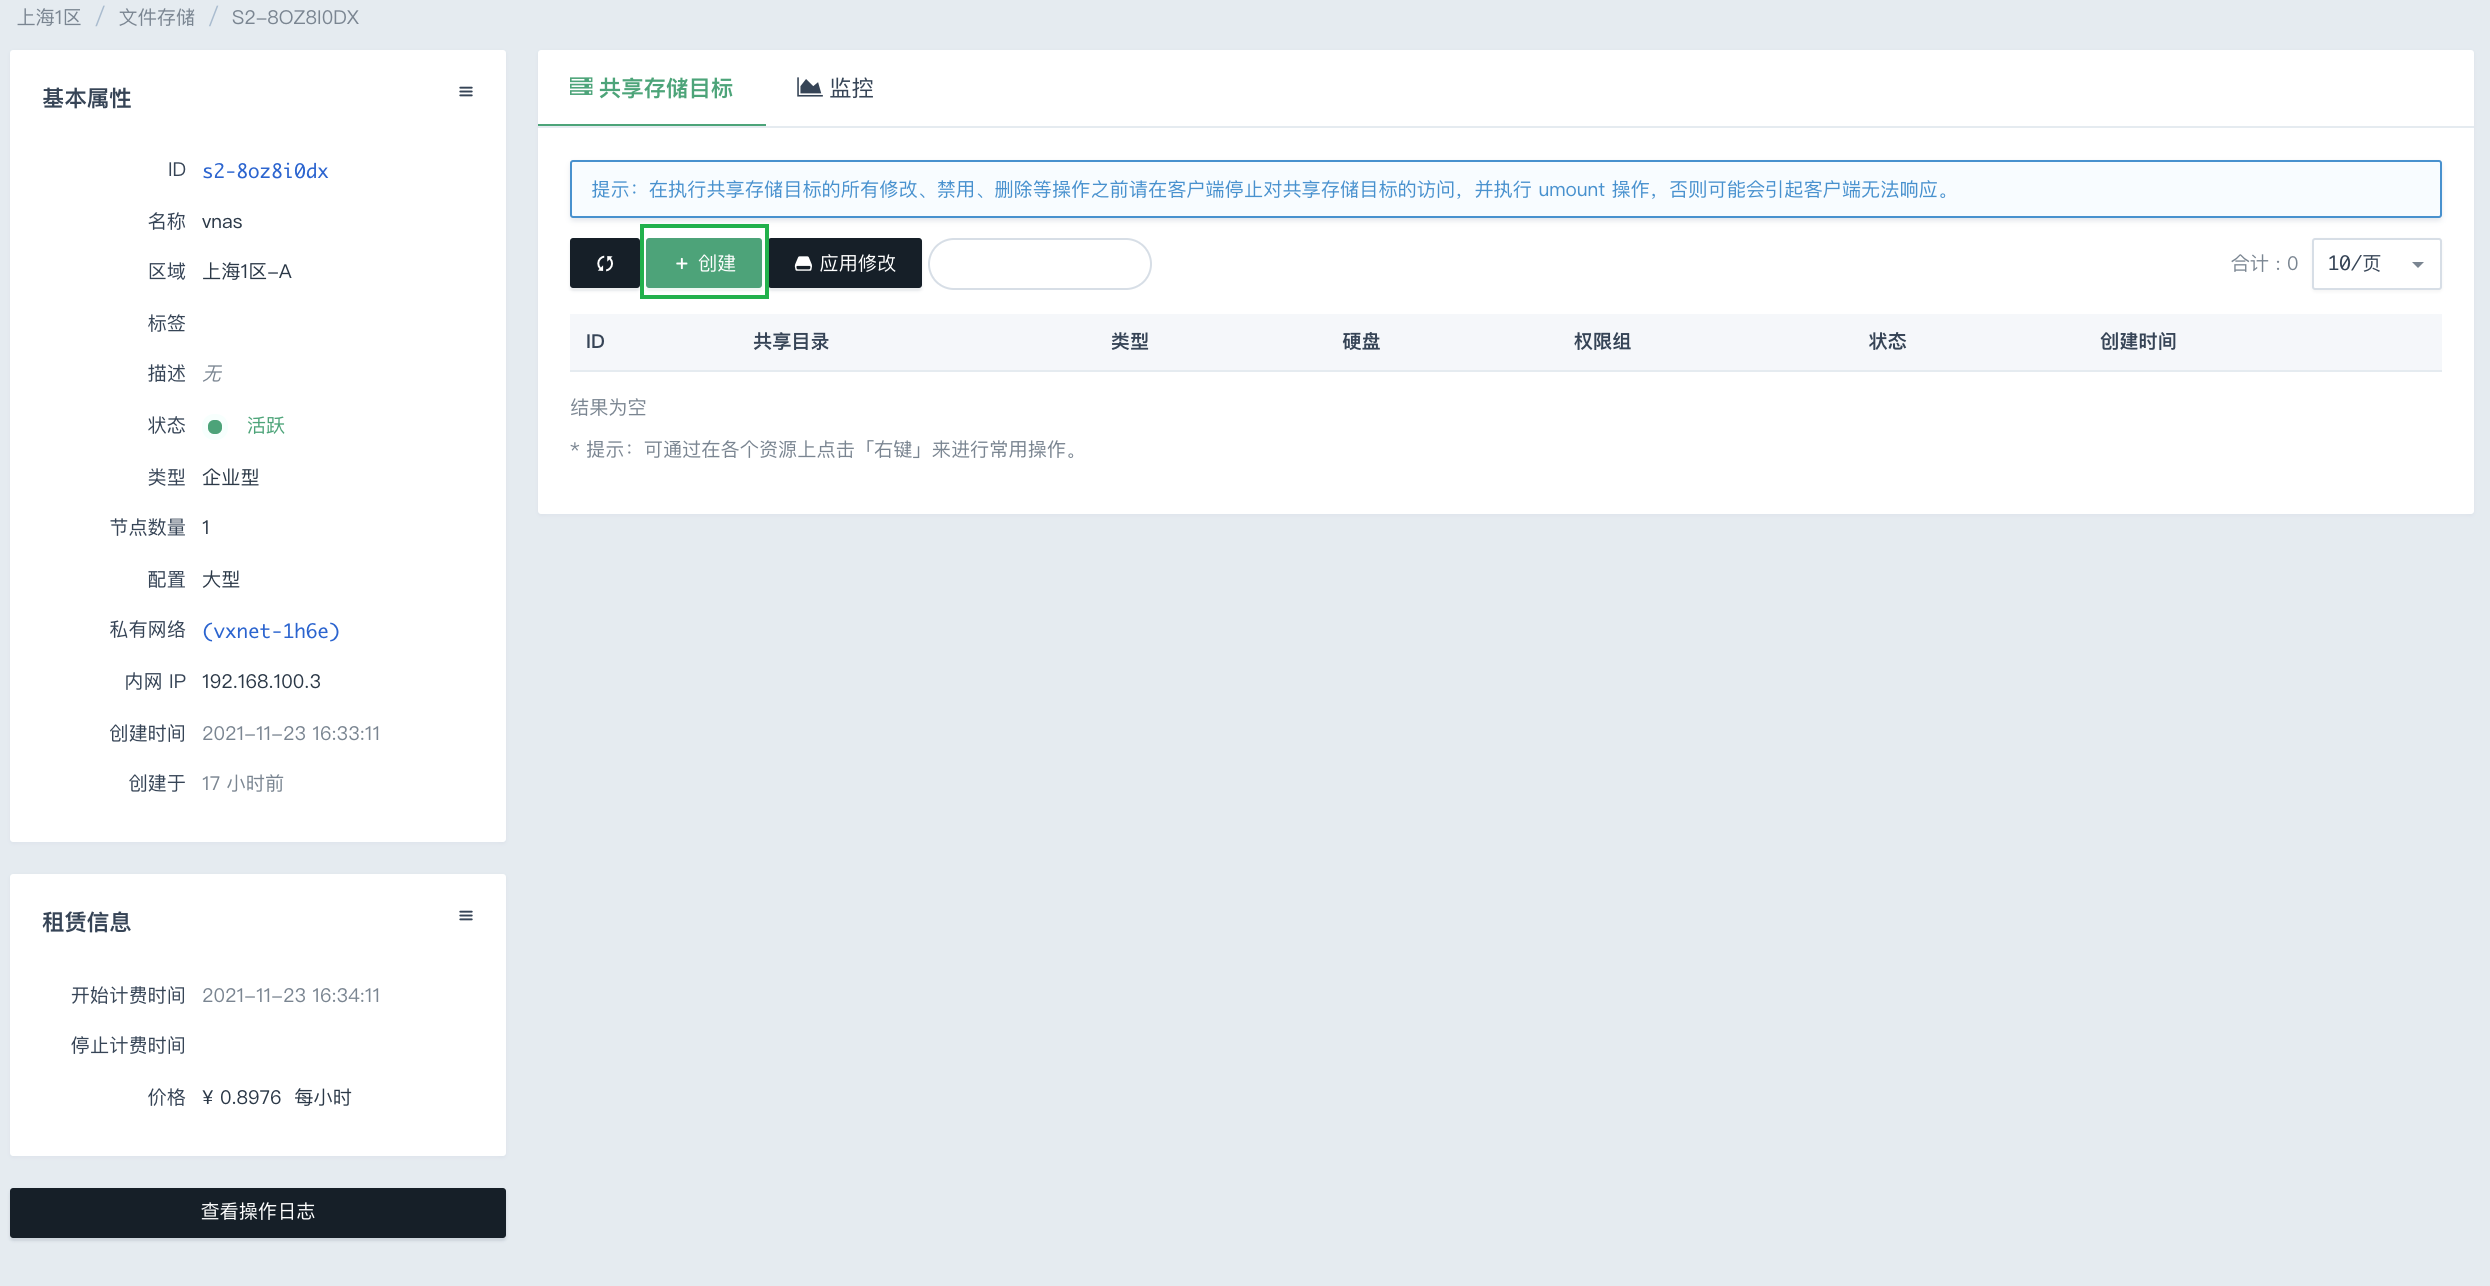 上海1区 / 文件存储 / S2-8OZ8I0DX
基本属性
ID s2-8oz8i0dx
名称 vnas
区域 上海1区-A
标签
描述 无
状态 活跃
类型 企业型
节点数量 1
配置 大型
私有网络 (vxnet-1h6e)
内网 IP 192.168.100.3
创建时间 2021-11-23 16:33:11
创建于 17 小时前
租赁信息
开始计费时间 2021-11-23 16:34:11
停止计费时间
价格 ¥ 0.8976 每小时
查看操作日志
共享存储目标 监控
提示：在执行共享存储目标的所有修改、禁用、删除等操作之前请在客户端停止对共享存储目标的访问，并执行 umount 操作，否则可能会引起客户端无法响应。
+ 创建 应用修改 合计 : 0 10/页
ID 共享目录 类型 硬盘 权限组 状态 创建时间
结果为空
* 提示：可通过在各个资源上点击「右键」来进行常用操作。